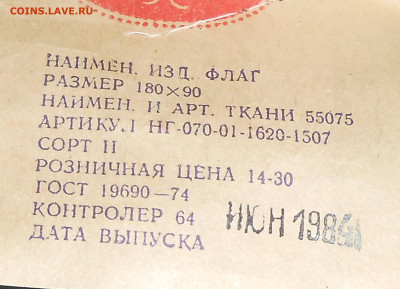 COINS.LAVE.RU
НАИМЕН. ИЗД. ФЛАГ
РАЗМЕР 180×90
НАИМЕН. И АРТ. ТКАНИ 55075
АРТИКУЛ НГ-070-01-1620-1507
СОРТ II
РОЗНИЧНАЯ ЦЕНА 14-30
ГОСТ 19690—74
КОНТРОЛЕР 64
ДАТА ВЫПУСКА
ИЮН 1984